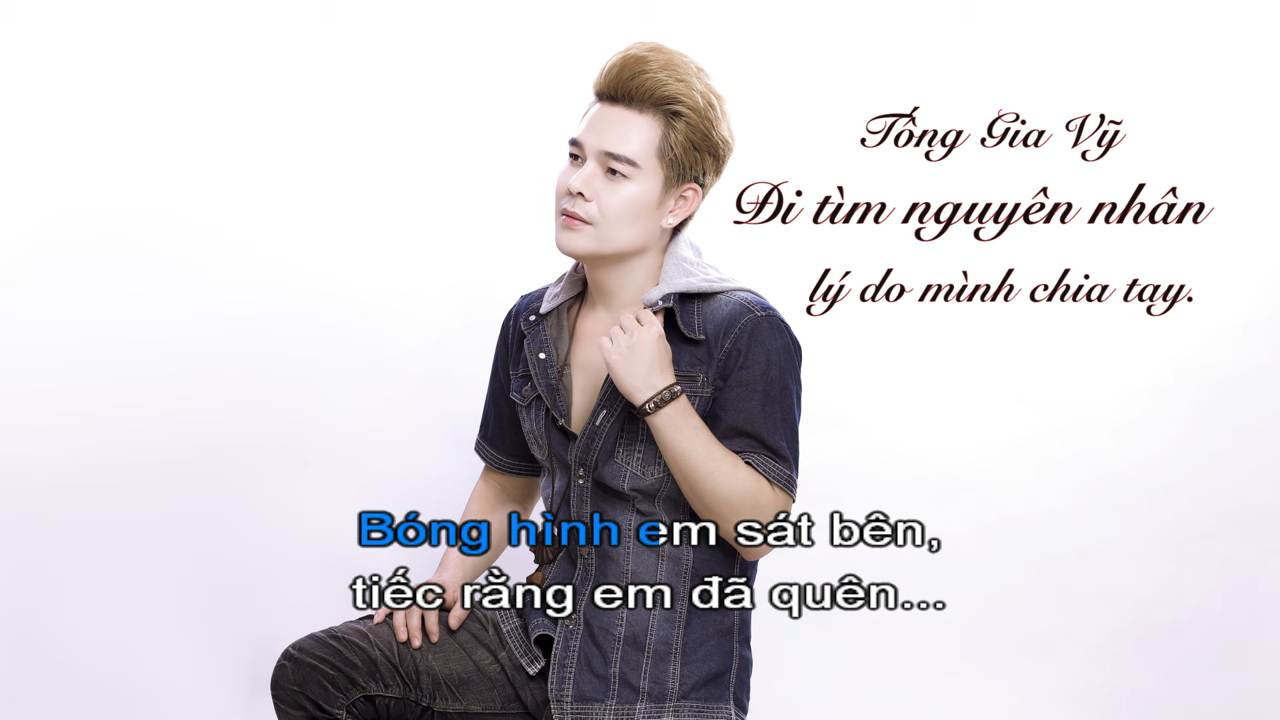 Tống Gia Vỹ
Đi tìm nguyên nhân
lý do mình chia tay.
Bóng hình em sát bên,
tiếc rằng em đã quên...